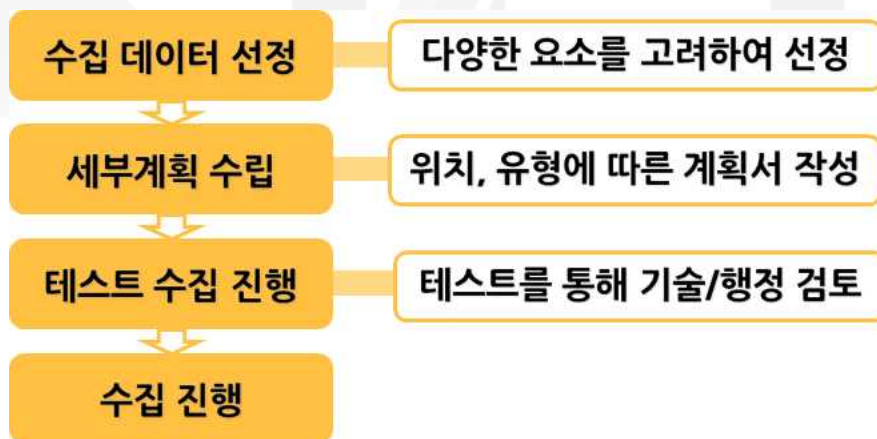 수집 데이터 선정
다양한 요소를 고려하여 선정
세부계획 수립
위치, 유형에 따른 계획서 작성
테스트 수집 진행
테스트를 통해 기술/행정 검토
수집 진행